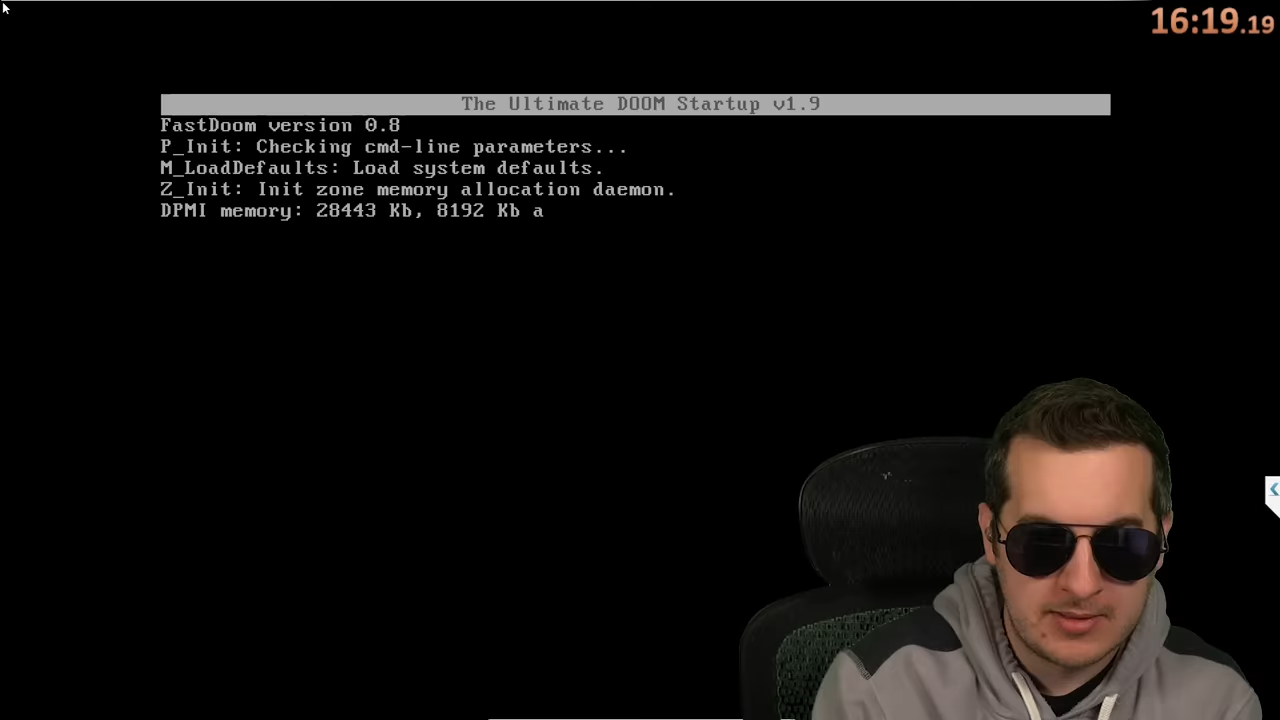 16:19.19
The Ultimate DOOM Startup v1.9
FastDoom version 0.8
P_Init: Checking cmd-line parameters...
M_LoadDefaults: Load system defaults.
Z_Init: Init zone memory allocation daemon.
DPMI memory: 28443 Kb, 8192 Kb a